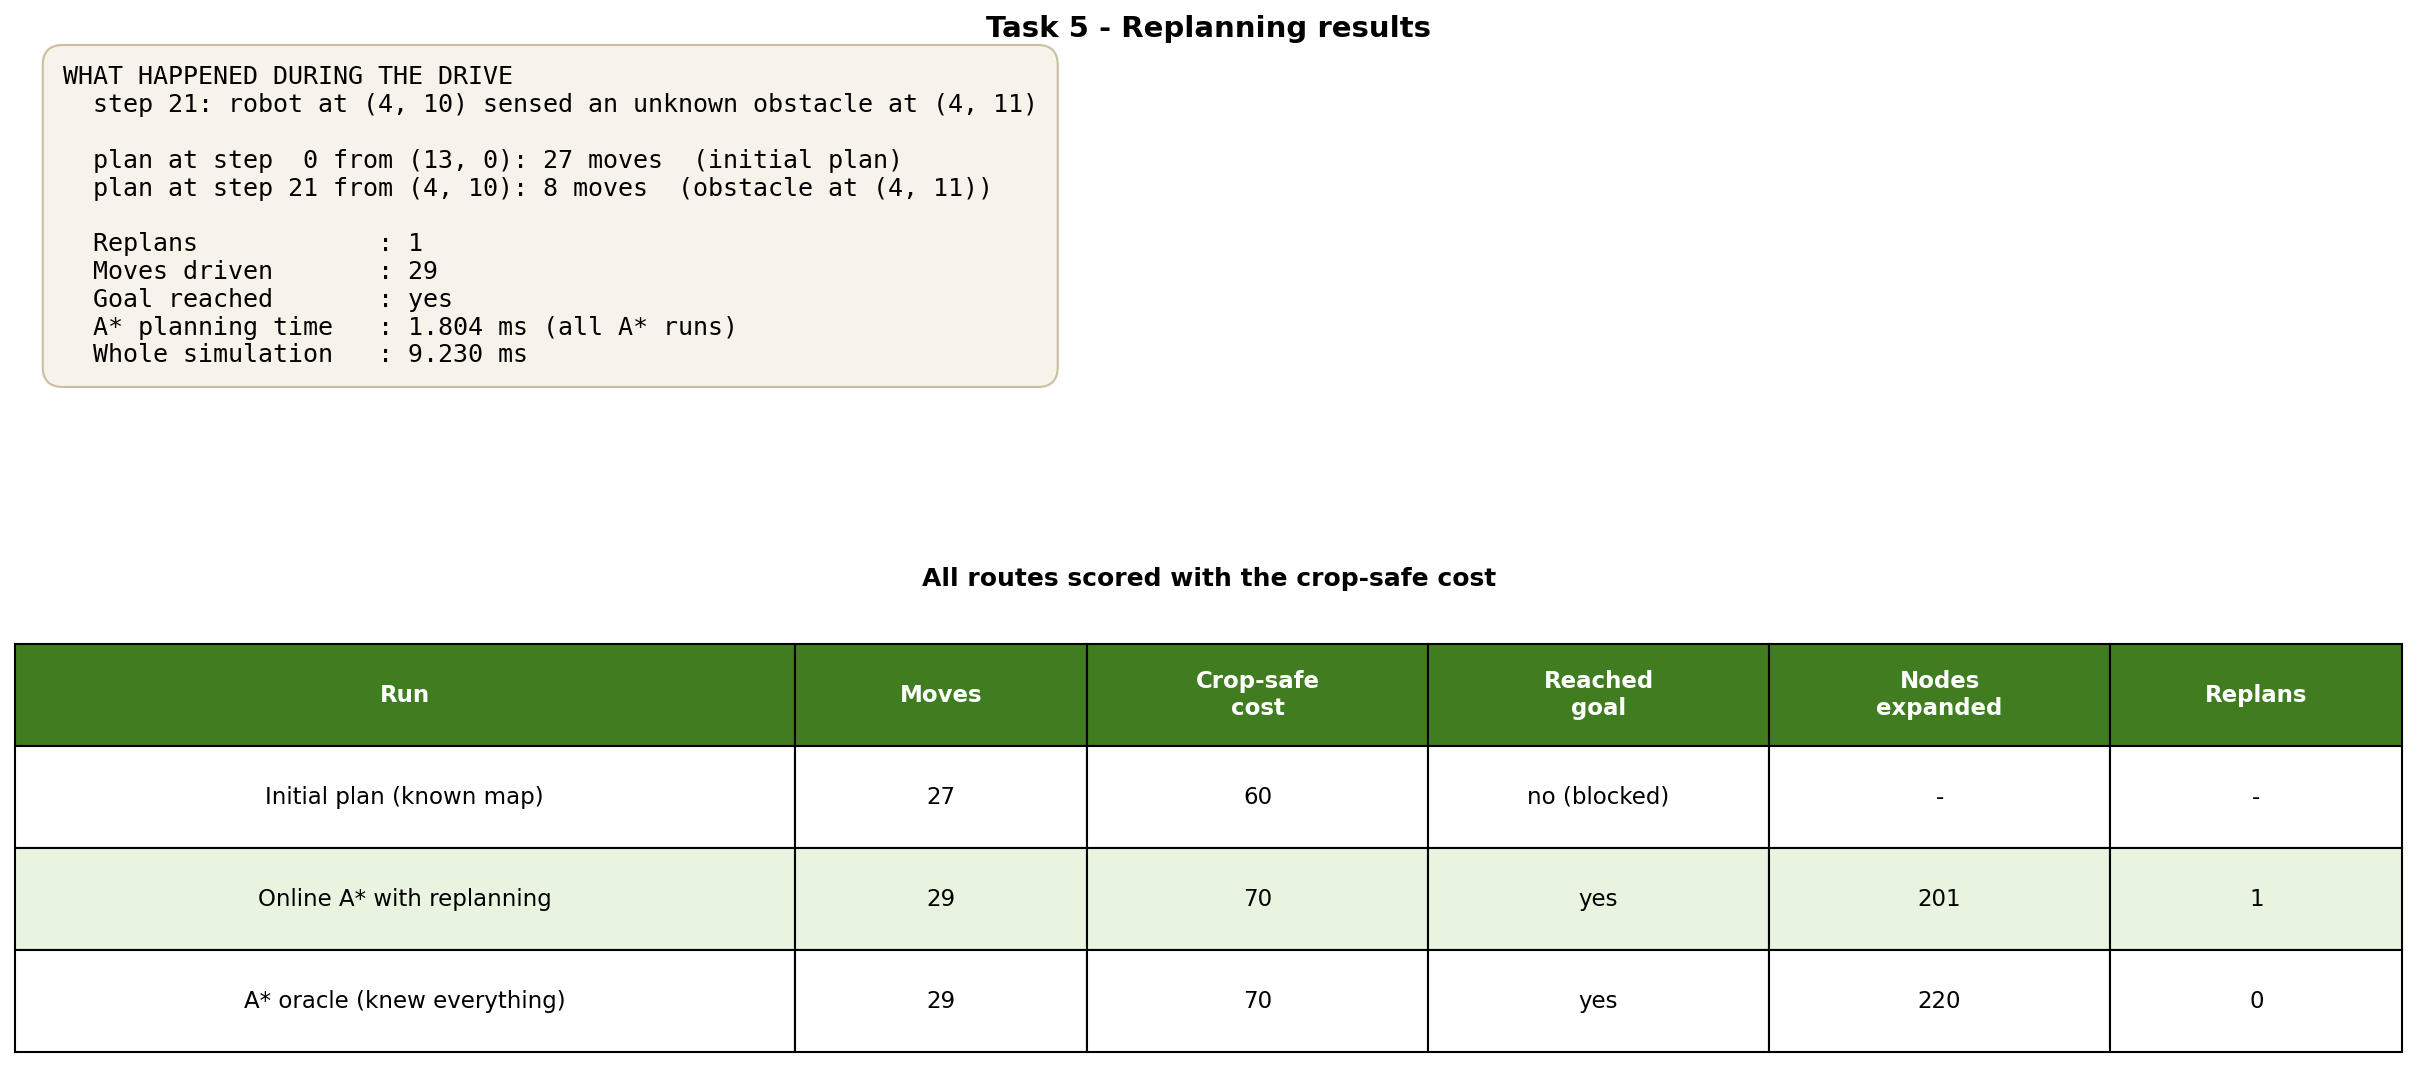 Task 5 - Replanning results
WHAT HAPPENED DURING THE DRIVE
step 21: robot at (4, 10) sensed an unknown obstacle at (4, 11)
plan at step  0 from (13, 0): 27 moves  (initial plan)
plan at step 21 from (4, 10): 8 moves  (obstacle at (4, 11))
Replans            : 1
Moves driven       : 29
Goal reached       : yes
A* planning time   : 1.804 ms (all A* runs)
Whole simulation   : 9.230 ms
All routes scored with the crop-safe cost
Run Moves Crop-safe cost Reached goal Nodes expanded Replans
Initial plan (known map) 27 60 no (blocked) - -
Online A* with replanning 29 70 yes 201 1
A* oracle (knew everything) 29 70 yes 220 0